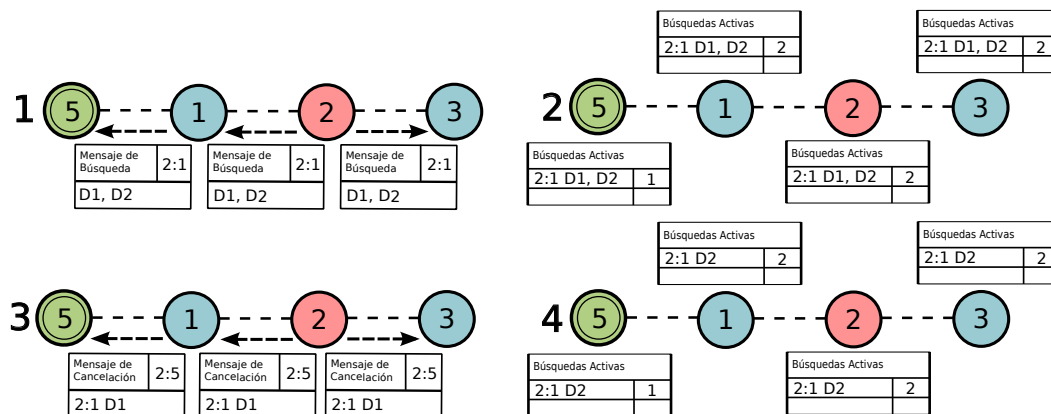 1
5
1
2
3
Mensaje de
Búsqueda
2:1
D1, D2
Mensaje de
Búsqueda
2:1
D1, D2
Mensaje de
Búsqueda
2:1
D1, D2
2
Búsquedas Activas
2:1 D1, D2
2
Búsquedas Activas
2:1 D1, D2
2
5
1
2
3
Búsquedas Activas
2:1 D1, D2
1
Búsquedas Activas
2:1 D1, D2
2
3
5
1
2
3
Mensaje de
Cancelación
2:5
2:1 D1
Mensaje de
Cancelación
2:5
2:1 D1
Mensaje de
Cancelación
2:5
2:1 D1
4
Búsquedas Activas
2:1 D2
2
Búsquedas Activas
2:1 D2
2
5
1
2
3
Búsquedas Activas
2:1 D2
1
Búsquedas Activas
2:1 D2
2